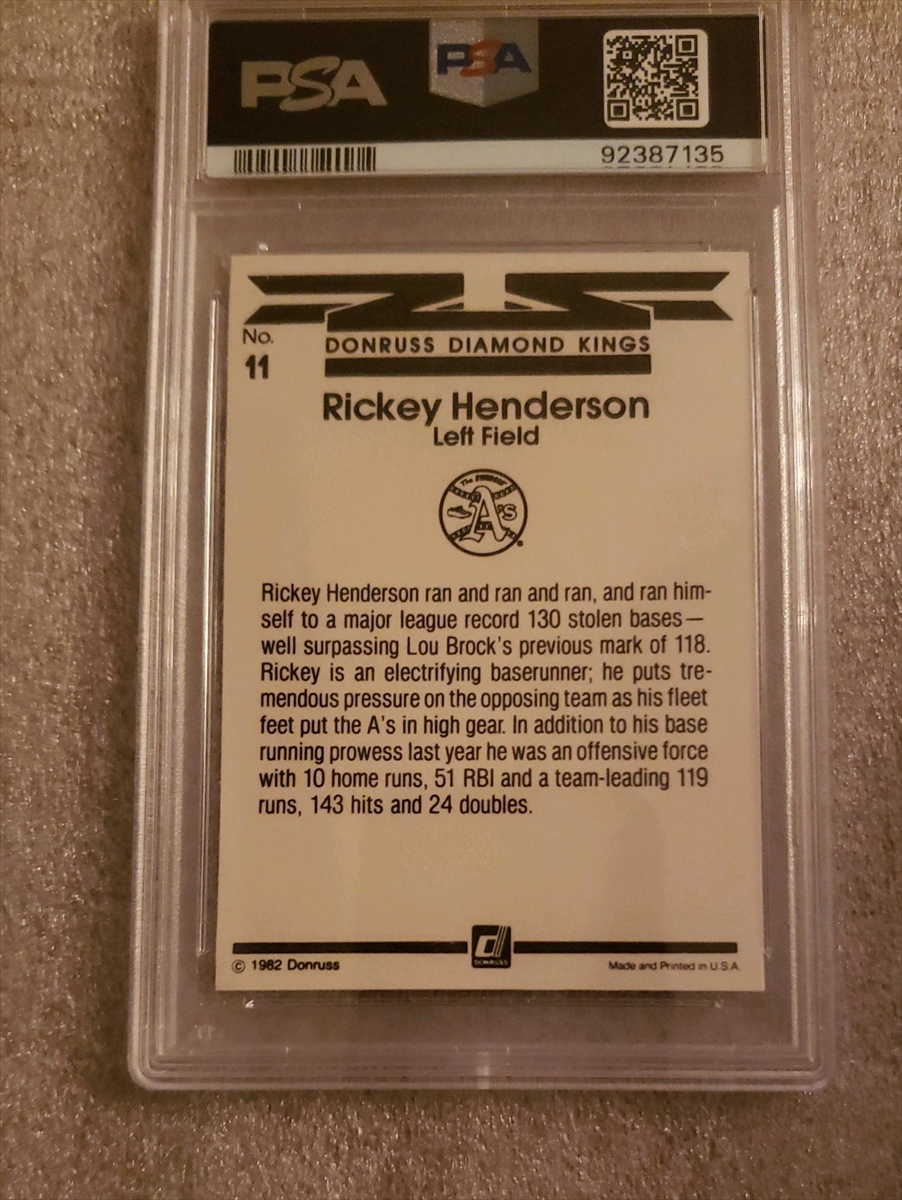 PSA
PSA
92387135
No.
11
DONRUSS DIAMOND KINGS
Rickey Henderson
Left Field
The SWINGIN'
A's
Rickey Henderson ran and ran and ran, and ran him-
self to a major league record 130 stolen bases—
well surpassing Lou Brock's previous mark of 118.
Rickey is an electrifying baserunner; he puts tre-
mendous pressure on the opposing team as his fleet
feet put the A's in high gear. In addition to his base
running prowess last year he was an offensive force
with 10 home runs, 51 RBI and a team-leading 119
runs, 143 hits and 24 doubles.
d
DONRUSS
© 1982 Donruss
Made and Printed in U.S.A.